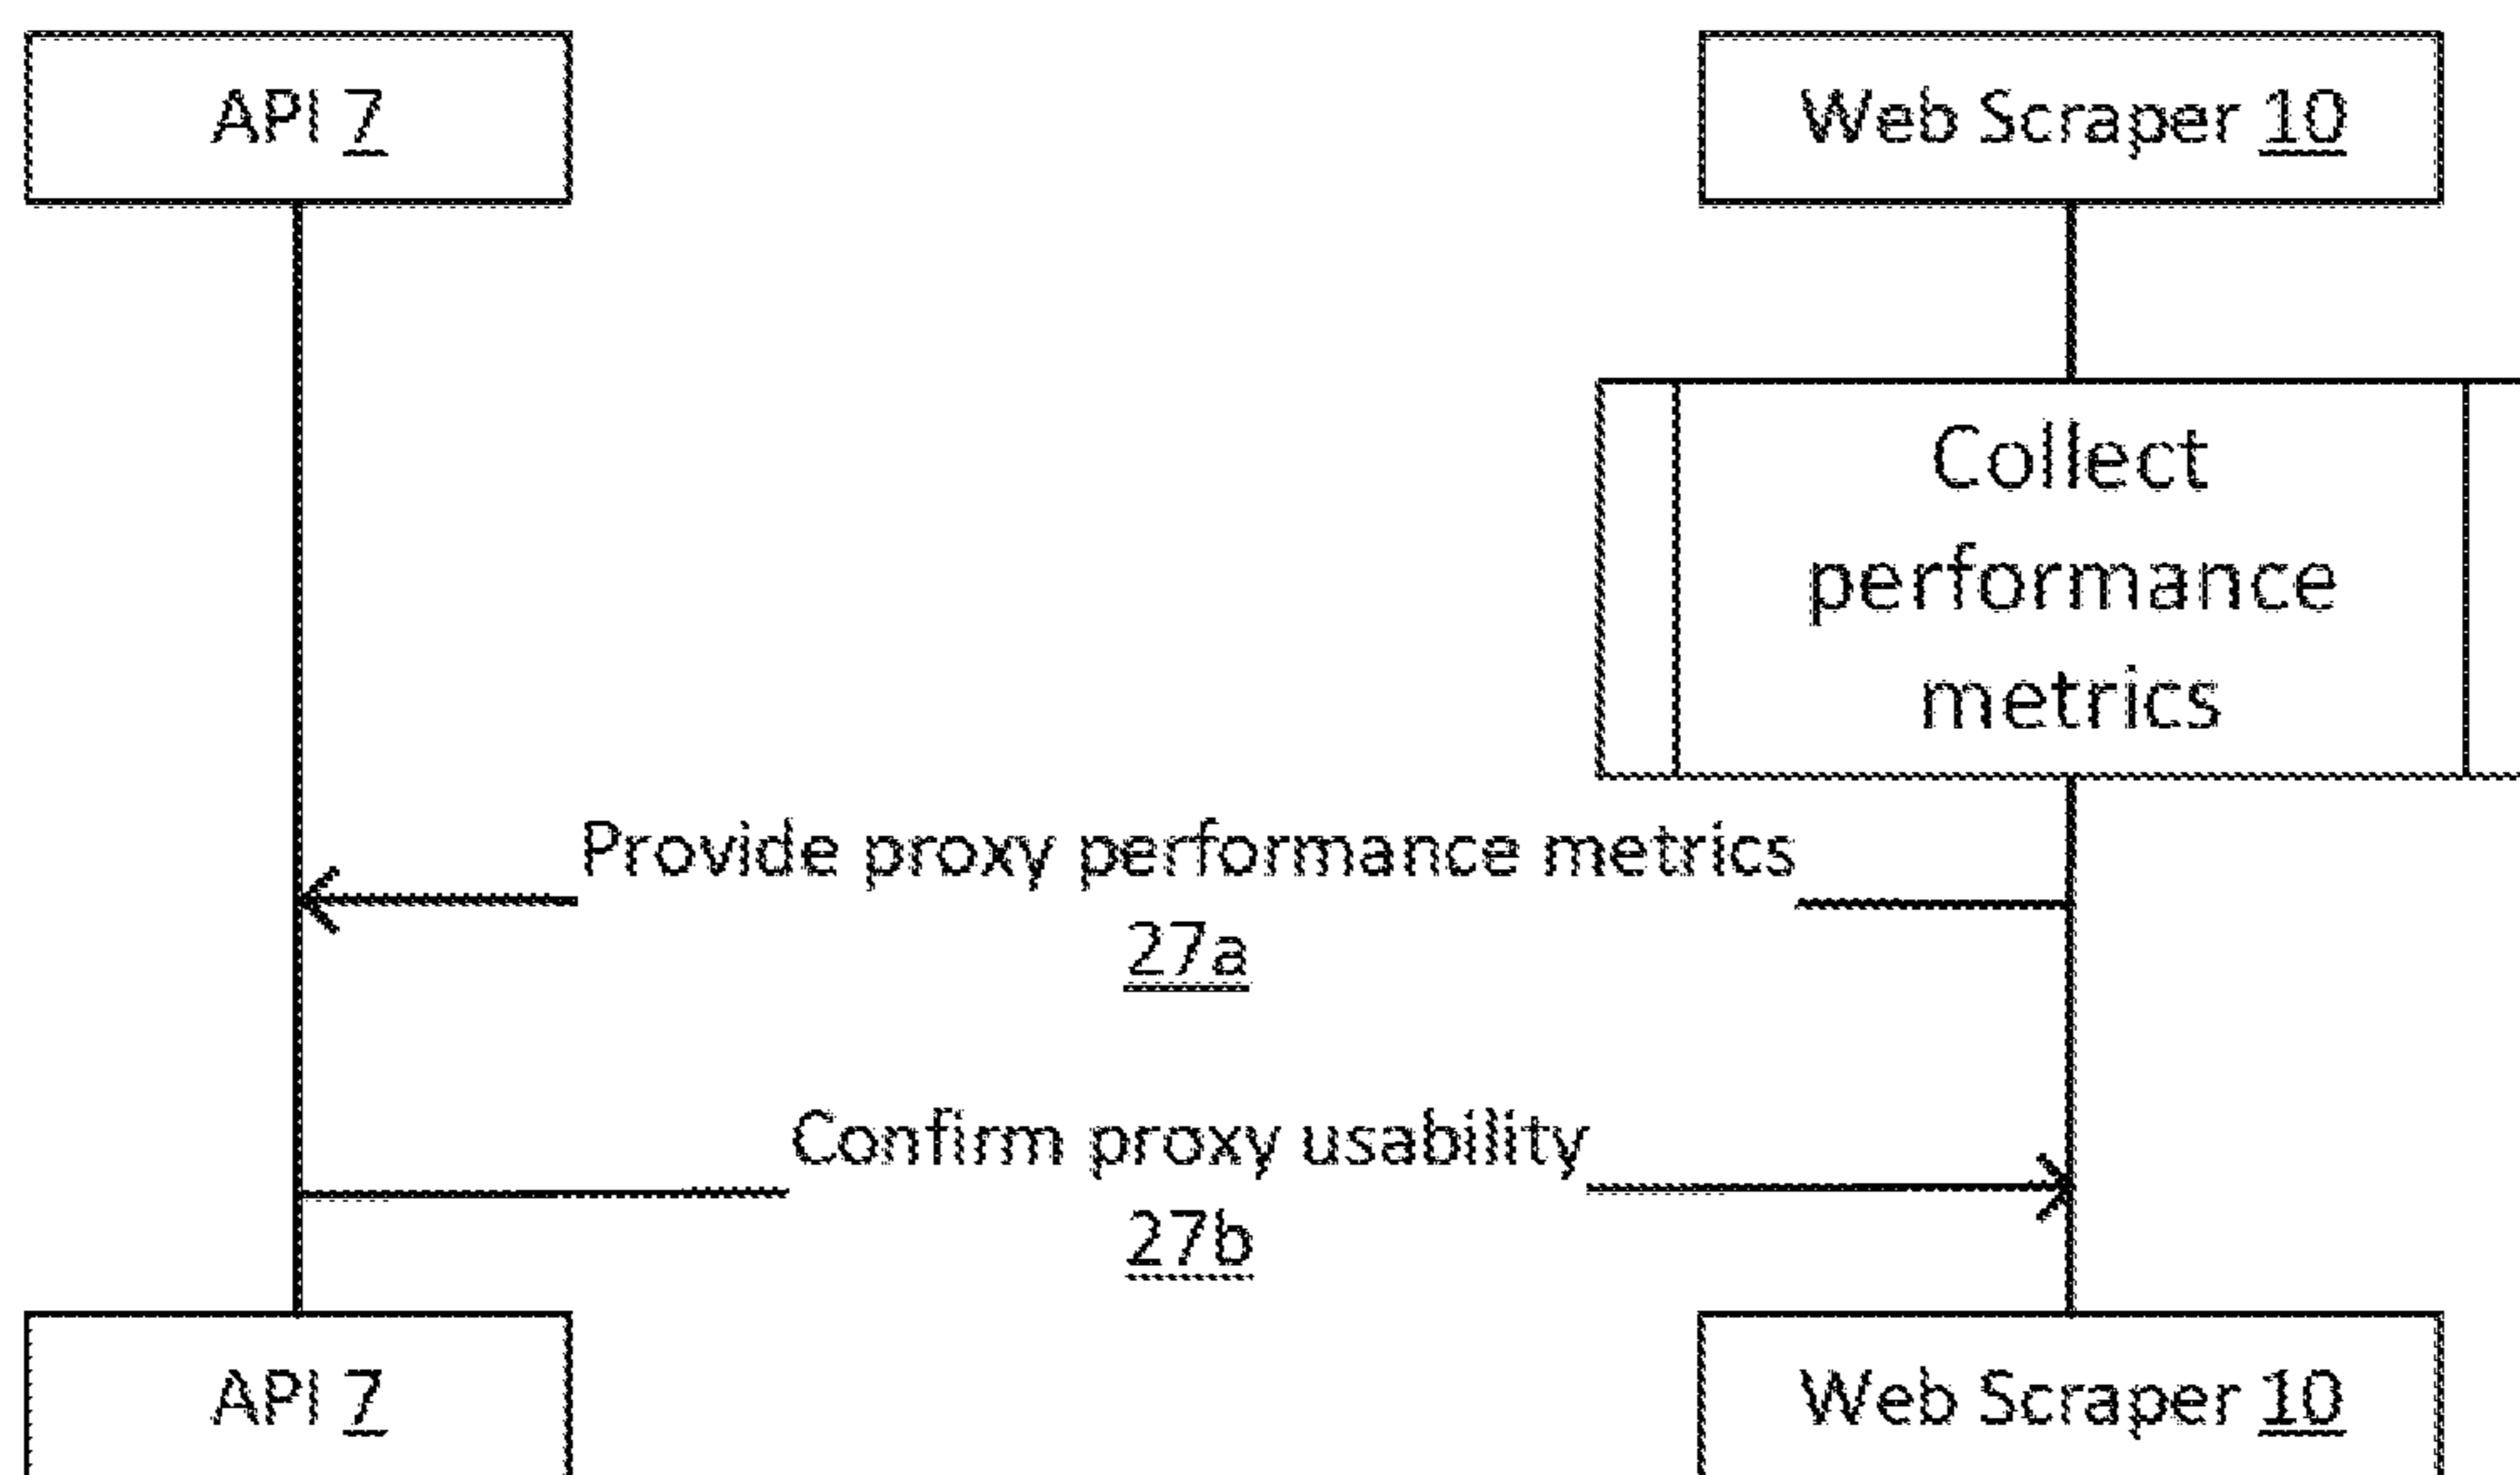 API 7
Web Scraper 10
Collect
performance
metrics
Provide proxy performance metrics
27a
Confirm proxy usability
27b
API 7
Web Scraper 10